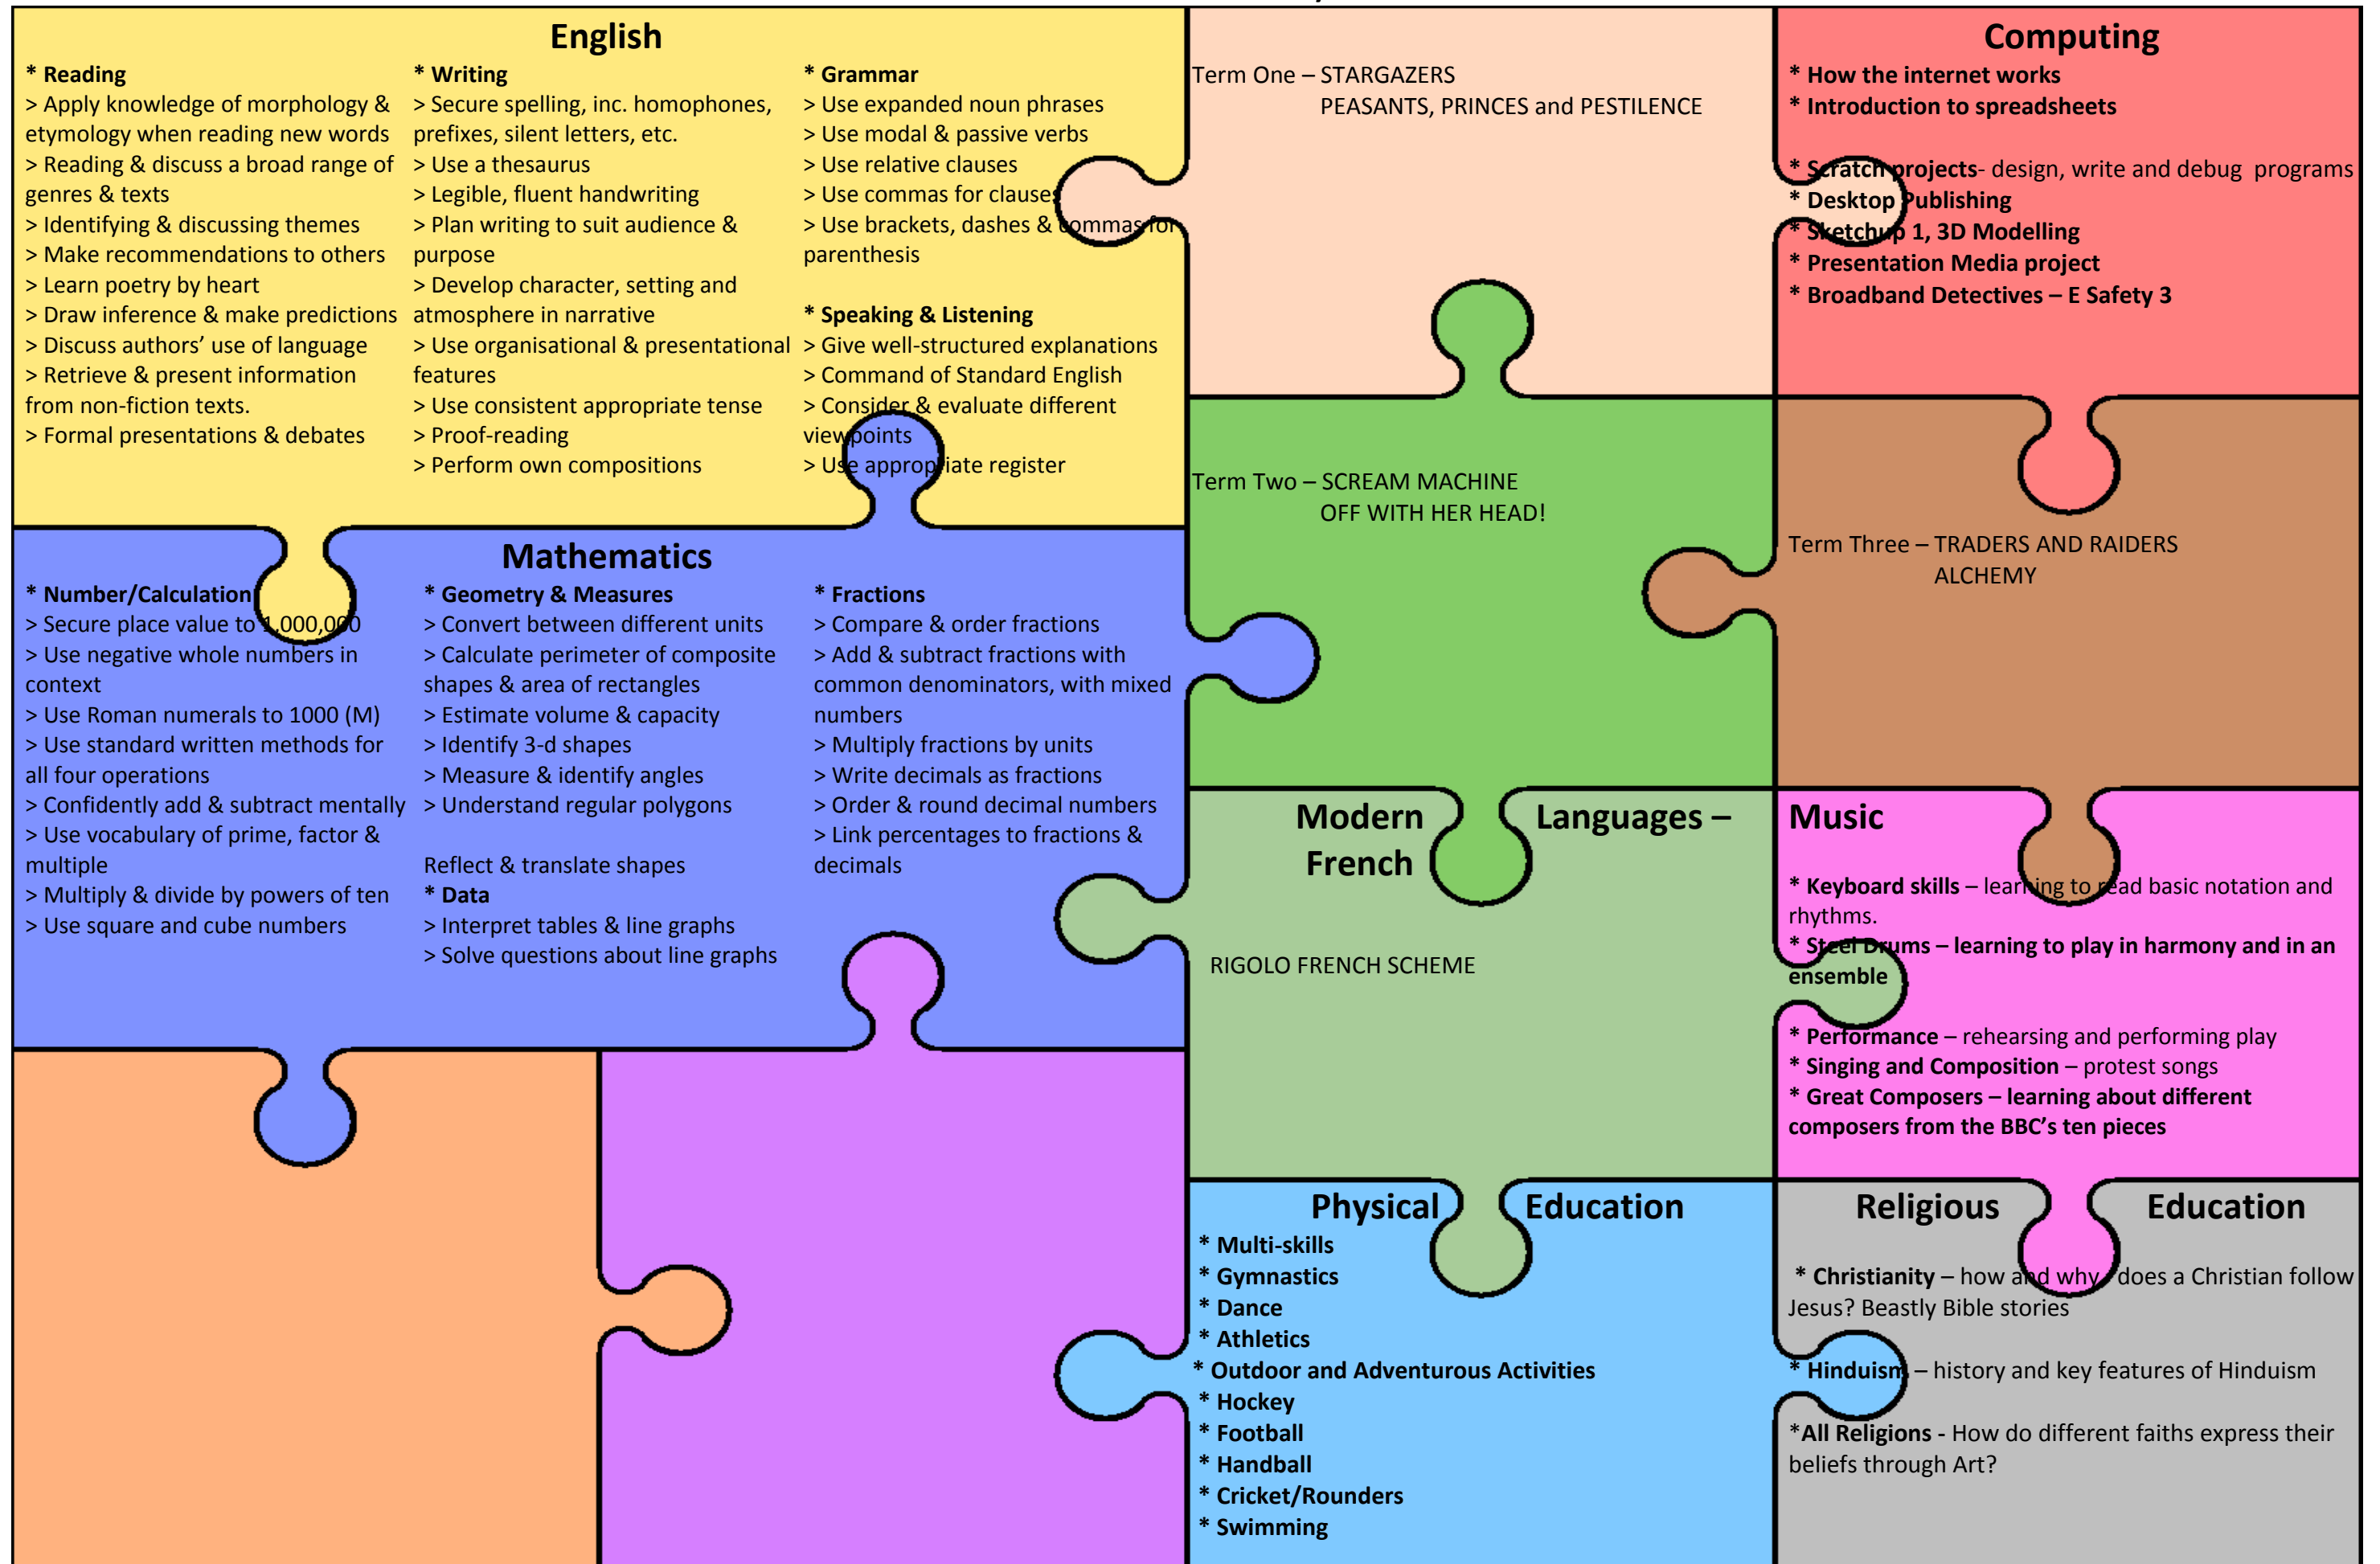 English
* Reading
> Apply knowledge of morphology &
etymology when reading new words
> Reading & discuss a broad range of
genres & texts
> Identifying & discussing themes
> Make recommendations to others
> Learn poetry by heart
> Draw inference & make predictions
> Discuss authors’ use of language
> Retrieve & present information
from non-fiction texts.
> Formal presentations & debates
* Writing
> Secure spelling, inc. homophones,
prefixes, silent letters, etc.
> Use a thesaurus
> Legible, fluent handwriting
> Plan writing to suit audience &
purpose
> Develop character, setting and
atmosphere in narrative
> Use organisational & presentational
features
> Use consistent appropriate tense
> Proof-reading
> Perform own compositions
* Grammar
> Use expanded noun phrases
> Use modal & passive verbs
> Use relative clauses
> Use commas for clauses
> Use brackets, dashes & commas for
parenthesis
* Speaking & Listening
> Give well-structured explanations
> Command of Standard English
> Consider & evaluate different
viewpoints
> Use appropriate register
Term One – STARGAZERS
PEASANTS, PRINCES and PESTILENCE
Computing
* How the internet works
* Introduction to spreadsheets
* Scratch projects- design, write and debug programs
* Desktop Publishing
* Sketchup 1, 3D Modelling
* Presentation Media project
* Broadband Detectives – E Safety 3
Term Two – SCREAM MACHINE
OFF WITH HER HEAD!
Term Three – TRADERS AND RAIDERS
ALCHEMY
Mathematics
* Number/Calculation
> Secure place value to 1,000,000
> Use negative whole numbers in
context
> Use Roman numerals to 1000 (M)
> Use standard written methods for
all four operations
> Confidently add & subtract mentally
> Use vocabulary of prime, factor &
multiple
> Multiply & divide by powers of ten
> Use square and cube numbers
* Geometry & Measures
> Convert between different units
> Calculate perimeter of composite
shapes & area of rectangles
> Estimate volume & capacity
> Identify 3-d shapes
> Measure & identify angles
> Understand regular polygons
Reflect & translate shapes
* Data
> Interpret tables & line graphs
> Solve questions about line graphs
* Fractions
> Compare & order fractions
> Add & subtract fractions with
common denominators, with mixed
numbers
> Multiply fractions by units
> Write decimals as fractions
> Order & round decimal numbers
> Link percentages to fractions &
decimals
Modern Languages –
French
RIGOLO FRENCH SCHEME
Music
* Keyboard skills – learning to read basic notation and
rhythms.
* Steel Drums – learning to play in harmony and in an
ensemble
* Performance – rehearsing and performing play
* Singing and Composition – protest songs
* Great Composers – learning about different
composers from the BBC’s ten pieces
Physical Education
* Multi-skills
* Gymnastics
* Dance
* Athletics
* Outdoor and Adventurous Activities
* Hockey
* Football
* Handball
* Cricket/Rounders
* Swimming
Religious Education
* Christianity – how and why does a Christian follow
Jesus? Beastly Bible stories
* Hinduism – history and key features of Hinduism
*All Religions - How do different faiths express their
beliefs through Art?